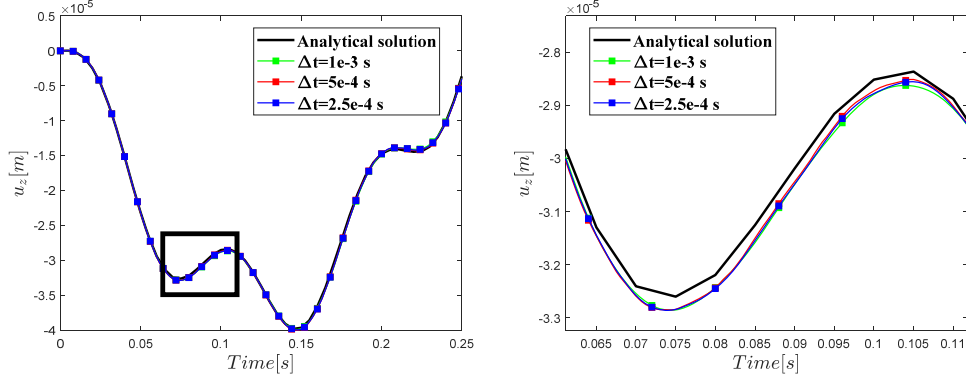 ×10⁻⁵
0.5
0
-0.5
-1
-1.5
-2
-2.5
-3
-3.5
-4
0
0.05
0.1
0.15
0.2
0.25
u_z[m]
Time[s]
Analytical solution
Δt=1e-3 s
Δt=5e-4 s
Δt=2.5e-4 s
×10⁻⁵
-2.8
-2.9
-3
-3.1
-3.2
-3.3
0.065
0.07
0.075
0.08
0.085
0.09
0.095
0.1
0.105
0.11
u_z[m]
Time[s]
Analytical solution
Δt=1e-3 s
Δt=5e-4 s
Δt=2.5e-4 s